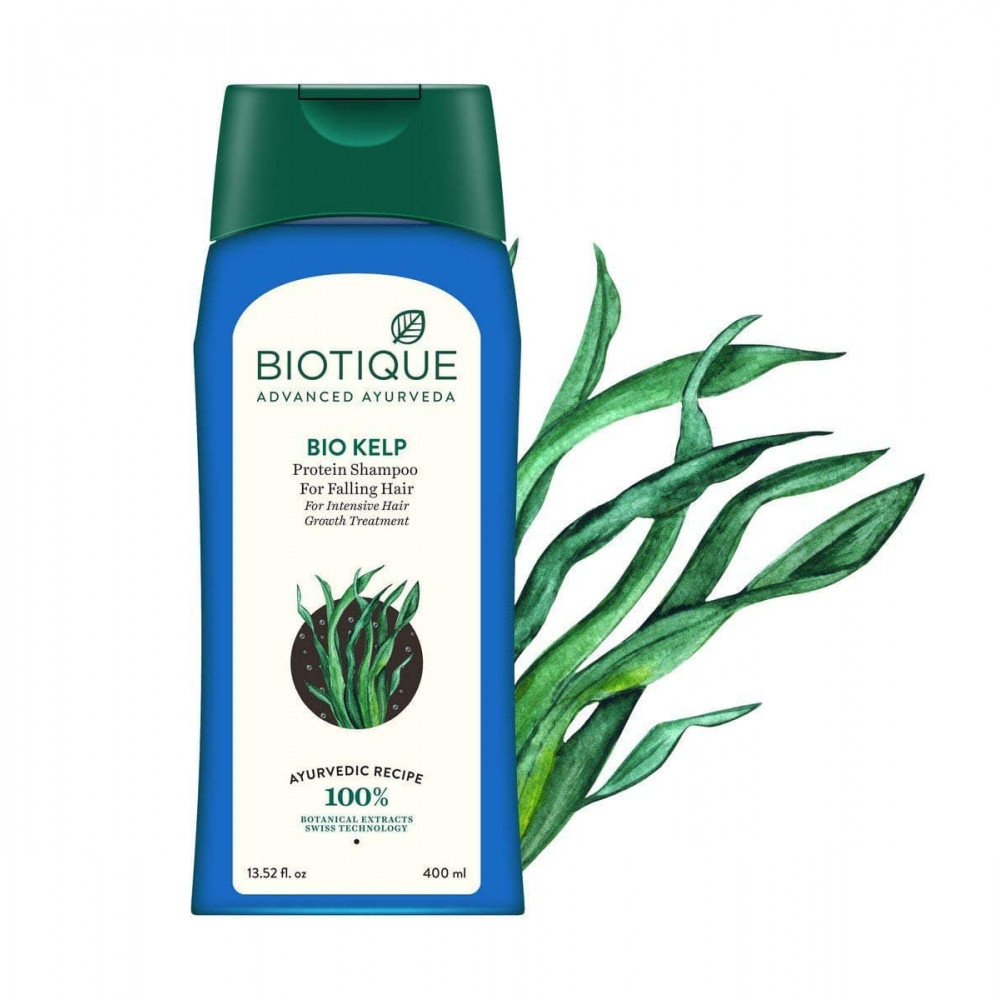 BIOTIQUE
ADVANCED AYURVEDA
BIO KELP
Protein Shampoo
For Falling Hair
For Intensive Hair
Growth Treatment
AYURVEDIC RECIPE
100%
BOTANICAL EXTRACTS
SWISS TECHNOLOGY
13.52 fl. oz 400 ml